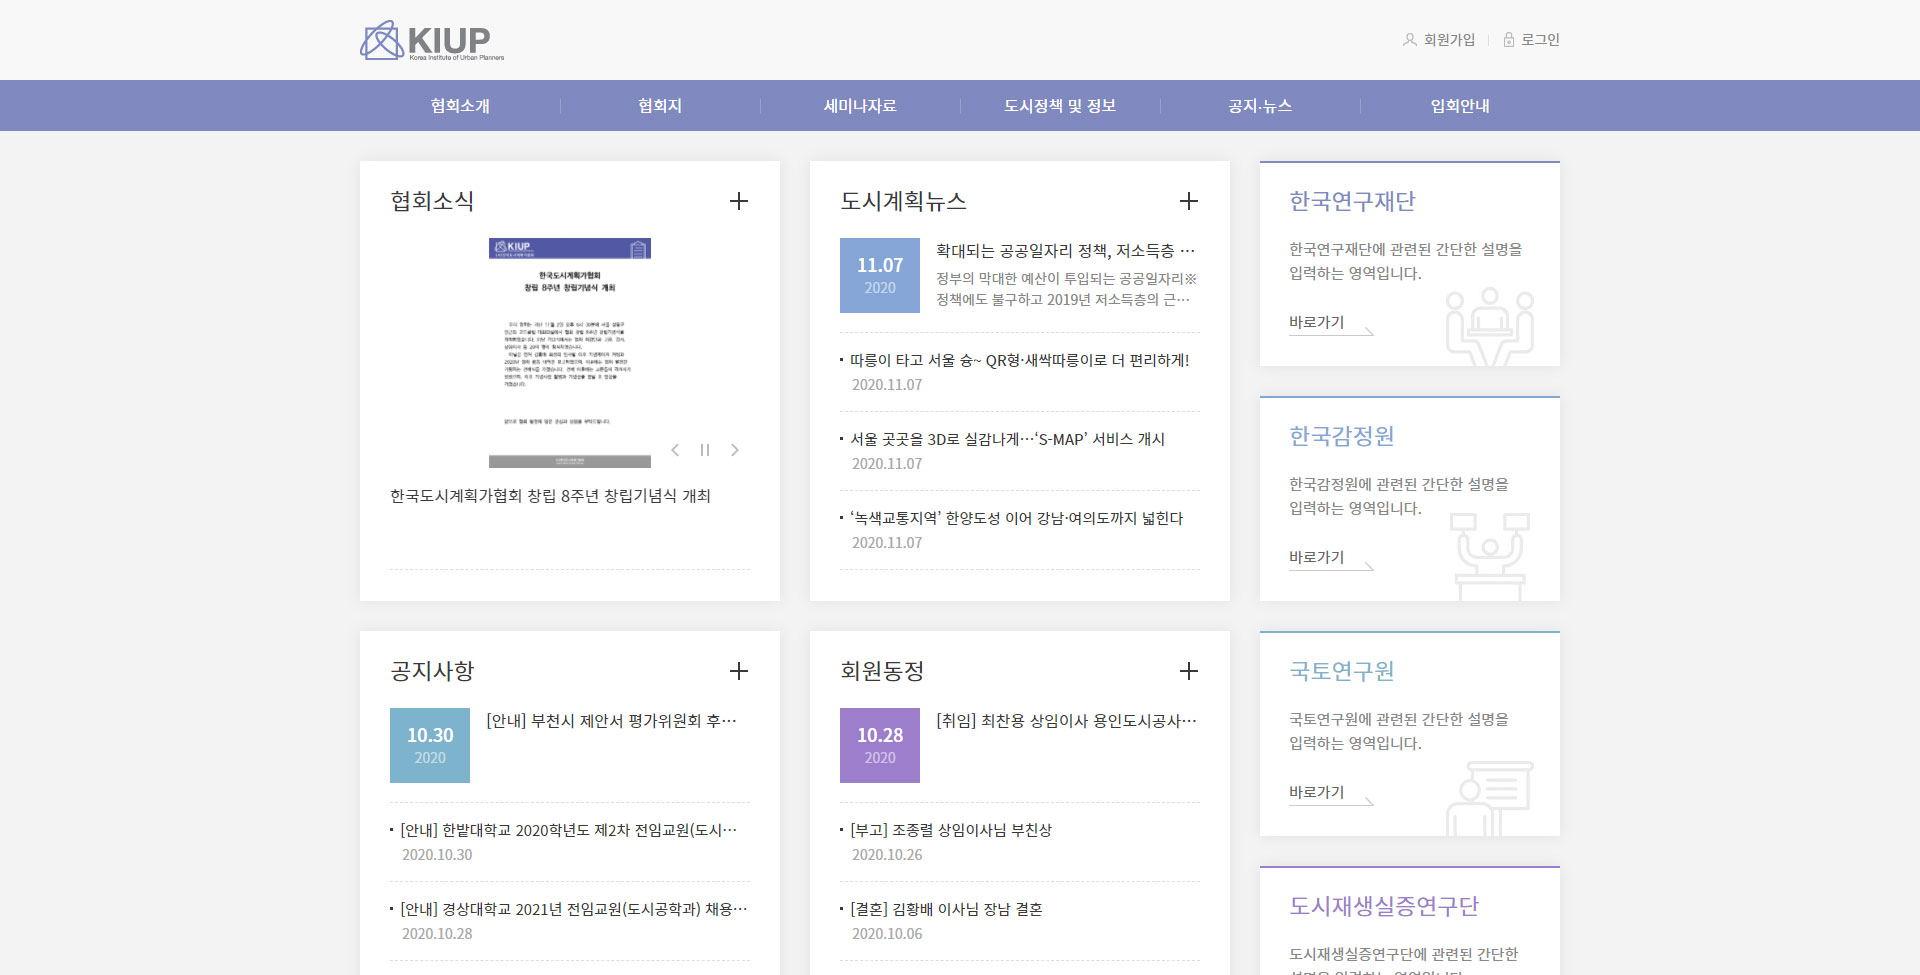 KIUP
Korea Institute of Urban Planners
회원가입
로그인
협회소개
협회지
세미나자료
도시정책 및 정보
공지·뉴스
입회안내
협회소식
KIUP
한국도시계획가협회
창립 8주년 창립기념식 개최
한국도시계획가협회 창립 8주년 창립기념식 개최
도시계획뉴스
11.07
2020
확대되는 공공일자리 정책, 저소득층 …
정부의 막대한 예산이 투입되는 공공일자리※
정책에도 불구하고 2019년 저소득층의 근…
따릉이 타고 서울 슝~ QR형·새싹따릉이로 더 편리하게!
2020.11.07
서울 곳곳을 3D로 실감나게…‘S-MAP’ 서비스 개시
2020.11.07
‘녹색교통지역’ 한양도성 이어 강남·여의도까지 넓힌다
2020.11.07
한국연구재단
한국연구재단에 관련된 간단한 설명을
입력하는 영역입니다.
바로가기
한국감정원
한국감정원에 관련된 간단한 설명을
입력하는 영역입니다.
바로가기
공지사항
10.30
2020
[안내] 부천시 제안서 평가위원회 후…
[안내] 한밭대학교 2020학년도 제2차 전임교원(도시…
2020.10.30
[안내] 경상대학교 2021년 전임교원(도시공학과) 채용…
2020.10.28
회원동정
10.28
2020
[취임] 최찬용 상임이사 용인도시공사…
[부고] 조종렬 상임이사님 부친상
2020.10.26
[결혼] 김황배 이사님 장남 결혼
2020.10.06
국토연구원
국토연구원에 관련된 간단한 설명을
입력하는 영역입니다.
바로가기
도시재생실증연구단
도시재생실증연구단에 관련된 간단한